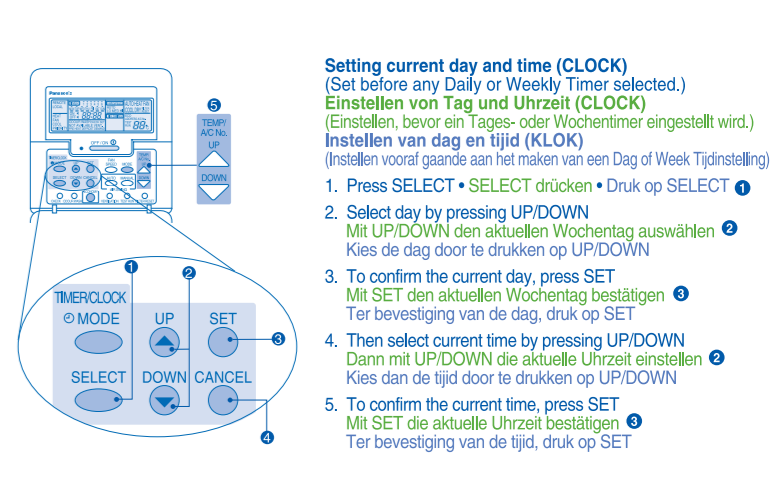 Setting current day and time (CLOCK)
(Set before any Daily or Weekly Timer selected.)
Einstellen von Tag und Uhrzeit (CLOCK)
(Einstellen, bevor ein Tages- oder Wochentimer eingestellt wird.)
Instellen van dag en tijid (KLOK)
(Instellen vooraf gaande aan het maken van een Dag of Week Tijdinstelling)
1. Press SELECT • SELECT drücken • Druk op SELECT 1
2. Select day by pressing UP/DOWN
Mit UP/DOWN den aktuellen Wochentag auswählen 2
Kies de dag door te drukken op UP/DOWN
3. To confirm the current day, press SET
Mit SET den aktuellen Wochentag bestätigen 3
Ter bevestiging van de dag, druk op SET
4. Then select current time by pressing UP/DOWN
Dann mit UP/DOWN die aktuelle Uhrzeit einstellen 2
Kies dan de tijid door te drukken op UP/DOWN
5. To confirm the current time, press SET
Mit SET die aktuelle Uhrzeit bestätigen 3
Ter bevestiging van de tijid, druk op SET
Panasonic
OFF / ON
5
TEMP/
A/C No.
UP
DOWN
1
2
TIMER/CLOCK
MODE UP SET
3
SELECT DOWN CANCEL
4